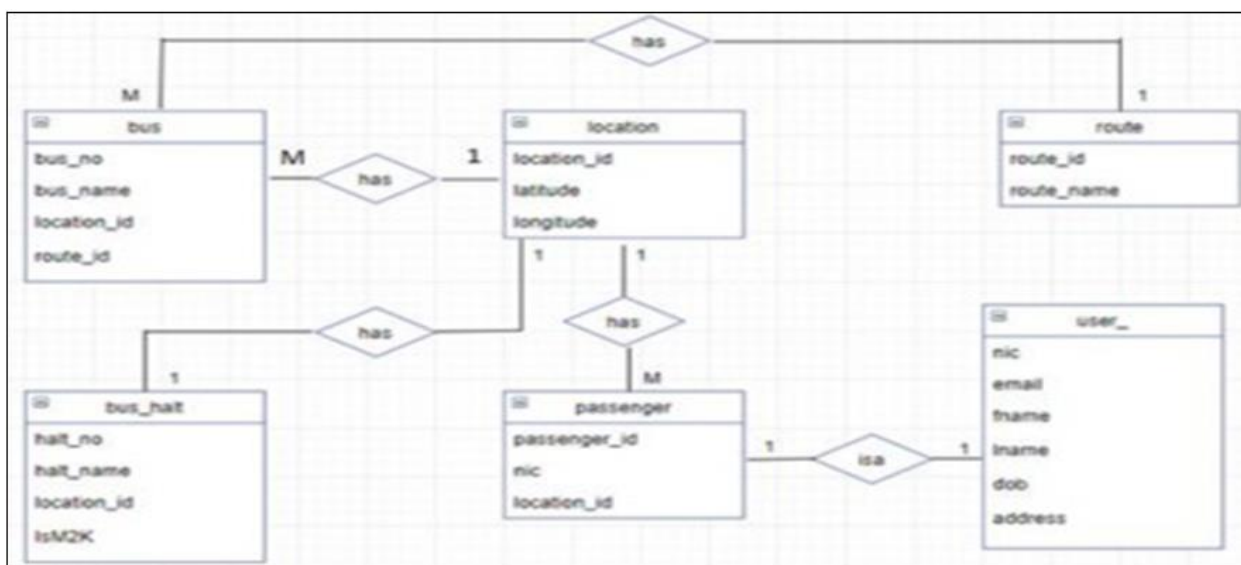 has
M
1
bus
bus_no
bus_name
location_id
route_id
M
has
1
location
location_id
latitude
longitude
route
route_id
route_name
1
1
has
has
1
M
bus_halt
halt_no
halt_name
location_id
IsM2K
passenger
passenger_id
nic
location_id
1
isa
1
user_
nic
email
fname
lname
dob
address